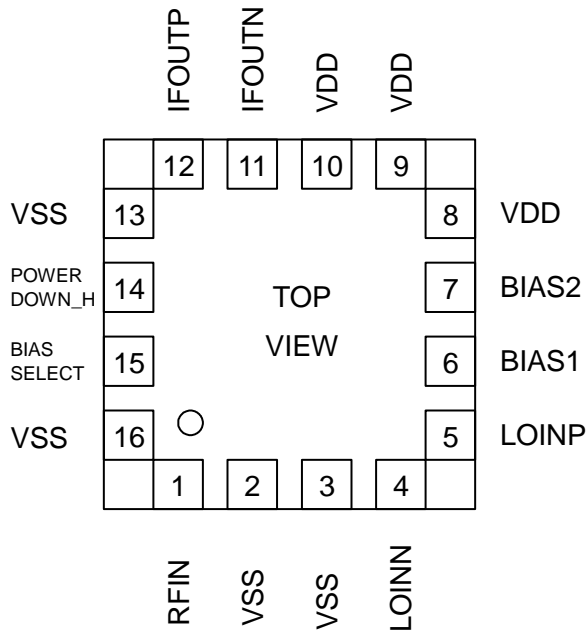 IFOUTP
IFOUTN
VDD
VDD
12
11
10
9
VSS
13
8
VDD
POWER
DOWN_H
14
TOP
VIEW
7
BIAS2
BIAS
SELECT
15
6
BIAS1
VSS
16
5
LOINP
1
2
3
4
RFIN
VSS
VSS
LOINN